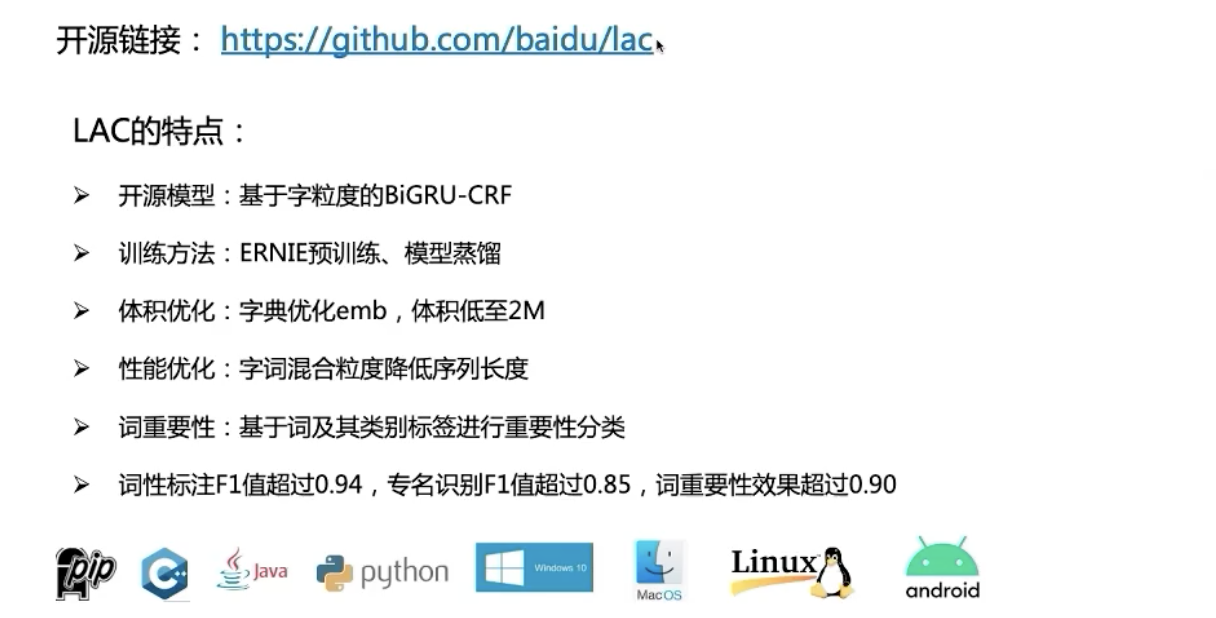 开源链接： https://github.com/baidu/lac
LAC的特点：
➢ 开源模型：基于字粒度的BiGRU-CRF
➢ 训练方法：ERNIE预训练、模型蒸馏
➢ 体积优化：字典优化emb，体积低至2M
➢ 性能优化：字词混合粒度降低序列长度
➢ 词重要性：基于词及其类别标签进行重要性分类
➢ 词性标注F1值超过0.94，专名识别F1值超过0.85，词重要性效果超过0.90
pip C++ Java python Windows 10 MacOS Linux android